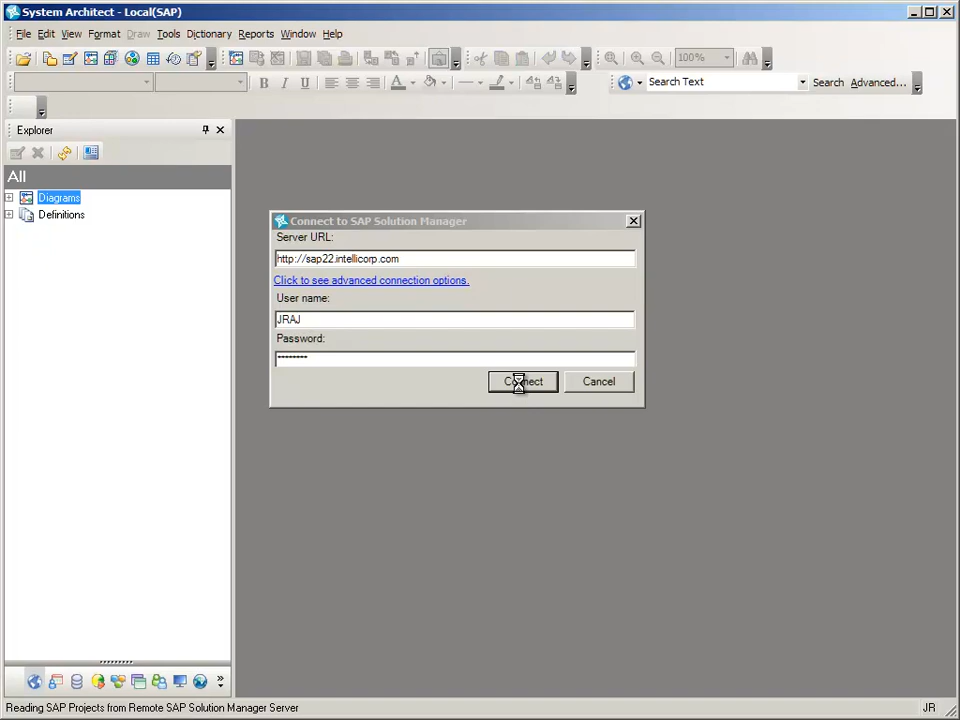 System Architect - Local(SAP)
File Edit View Format Draw Tools Dictionary Reports Window Help
100%
B I U A Search Text Search Advanced...
Explorer
All
Diagrams
Definitions
Connect to SAP Solution Manager
Server URL:
http://sap22.intellicorp.com
Click to see advanced connection options.
User name:
JRAJ
Password:
Connect Cancel
Reading SAP Projects from Remote SAP Solution Manager Server JR